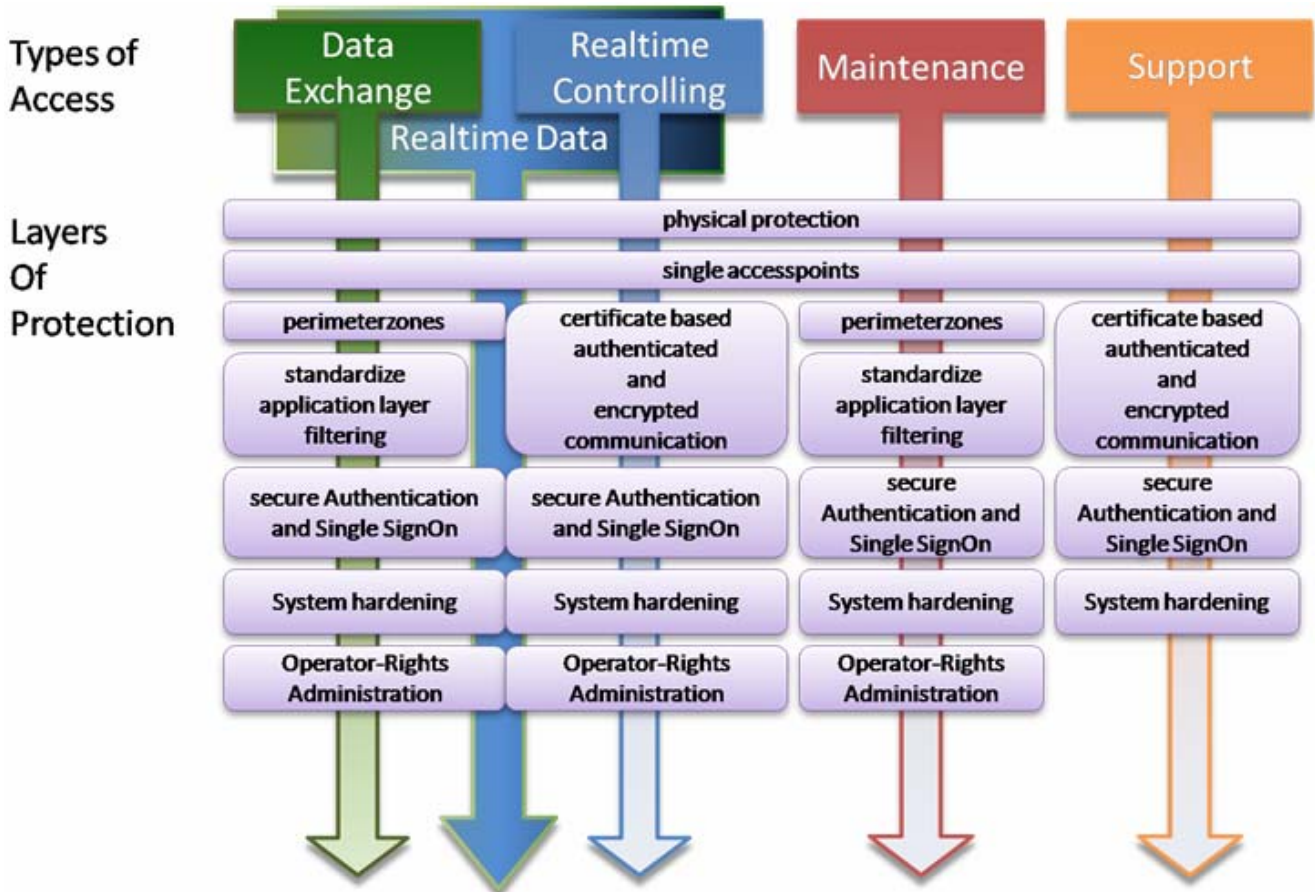 Types of
Access
Data
Exchange
Realtime
Controlling
Realtime Data
Maintenance
Support
Layers
Of
Protection
physical protection
single accesspoints
perimeterzones
certificate based
authenticated
and
encrypted
communication
perimeterzones
certificate based
authenticated
and
encrypted
communication
standardize
application layer
filtering
standardize
application layer
filtering
secure Authentication
and Single SignOn
secure Authentication
and Single SignOn
secure
Authentication and
Single SignOn
secure
Authentication and
Single SignOn
System hardening
System hardening
System hardening
System hardening
Operator-Rights
Administration
Operator-Rights
Administration
Operator-Rights
Administration